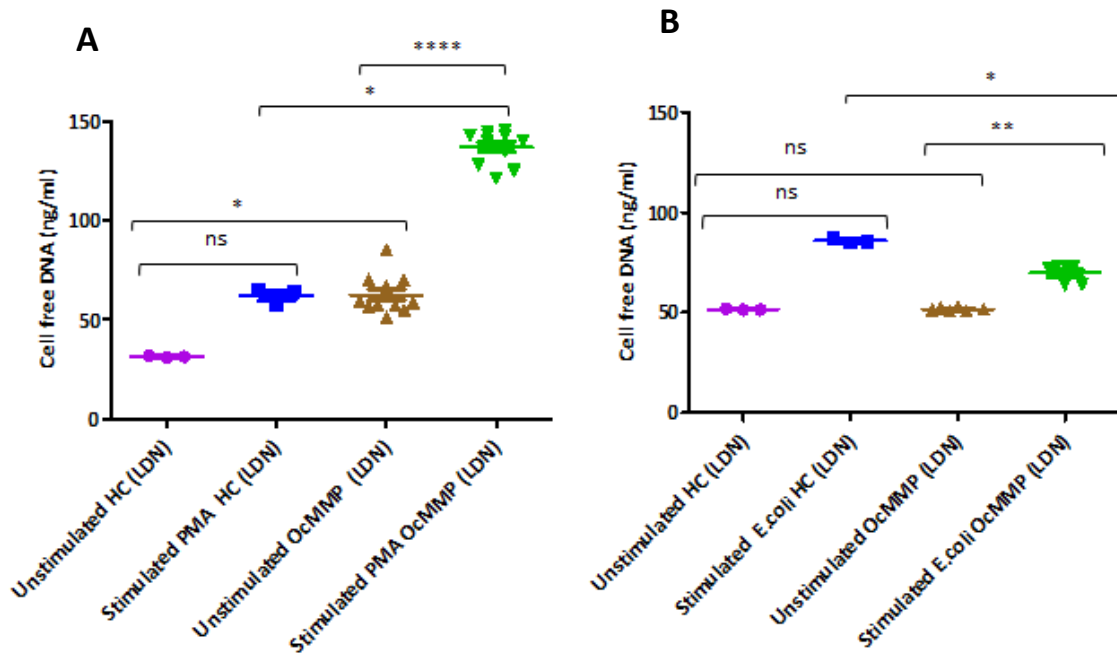 A
****
*
*
ns
Cell free DNA (ng/ml)
150
100
50
0
Unstimulated HC (LDN)
Stimulated PMA HC (LDN)
Unstimulated OcMMP (LDN)
Stimulated PMA OcMMP (LDN)
B
*
**
ns
ns
Cell free DNA (ng/ml)
150
100
50
0
Unstimulated HC (LDN)
Stimulated E.coli HC (LDN)
Unstimulated OcMMP (LDN)
Stimulated E.coli OcMMP (LDN)